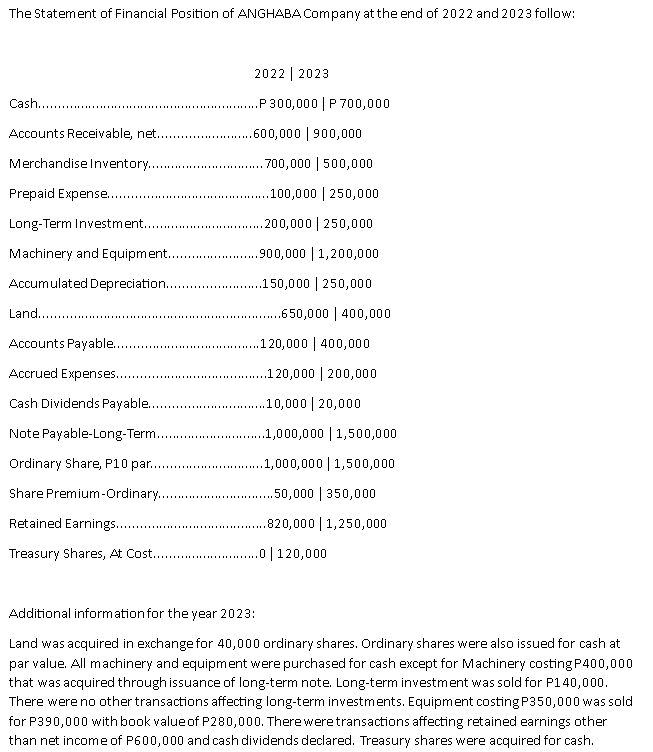 The Statement of Financial Position of ANGHABA Company at the end of 2022 and 2023 follow:
2022 | 2023
Cash..........................................................P 300,000 | P 700,000
Accounts Receivable, net.........................600,000 | 900,000
Merchandise Inventory..............................700,000 | 500,000
Prepaid Expense...........................................100,000 | 250,000
Long-Term Investment...............................200,000 | 250,000
Machinery and Equipment........................900,000 | 1,200,000
Accumulated Depreciation.........................150,000 | 250,000
Land................................................................650,000 | 400,000
Accounts Payable......................................120,000 | 400,000
Accrued Expenses.......................................120,000 | 200,000
Cash Dividends Payable..............................10,000 | 20,000
Note Payable-Long-Term............................1,000,000 | 1,500,000
Ordinary Share, P10 par.............................1,000,000 | 1,500,000
Share Premium-Ordinary..............................50,000 | 350,000
Retained Earnings.......................................820,000 | 1,250,000
Treasury Shares, At Cost............................0 | 120,000
Additional information for the year 2023:
Land was acquired in exchange for 40,000 ordinary shares. Ordinary shares were also issued for cash at
par value. All machinery and equipment were purchased for cash except for Machinery costing P400,000
that was acquired through issuance of long-term note. Long-term investment was sold for P140,000.
There were no other transactions affecting long-term investments. Equipment costing P350,000 was sold
for P390,000 with book value of P280,000. There were transactions affecting retained earnings other
than net income of P600,000 and cash dividends declared. Treasury shares were acquired for cash.